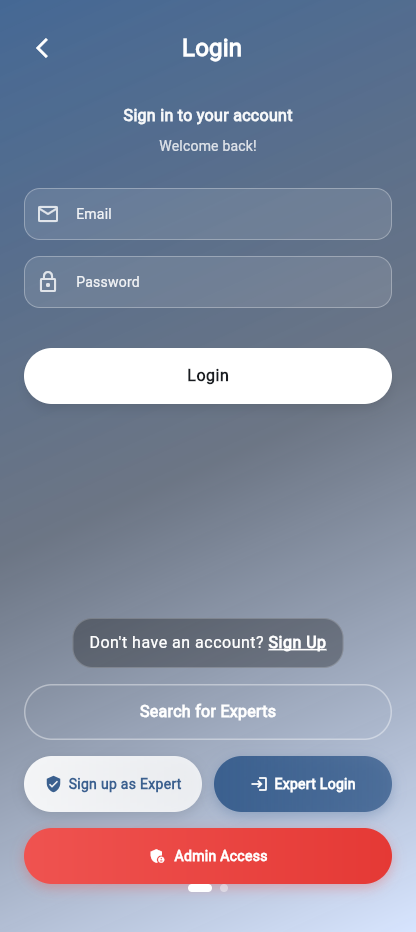 Login
Sign in to your account
Welcome back!
Email
Password
Login
Don't have an account? Sign Up
Search for Experts
Sign up as Expert
Expert Login
Admin Access